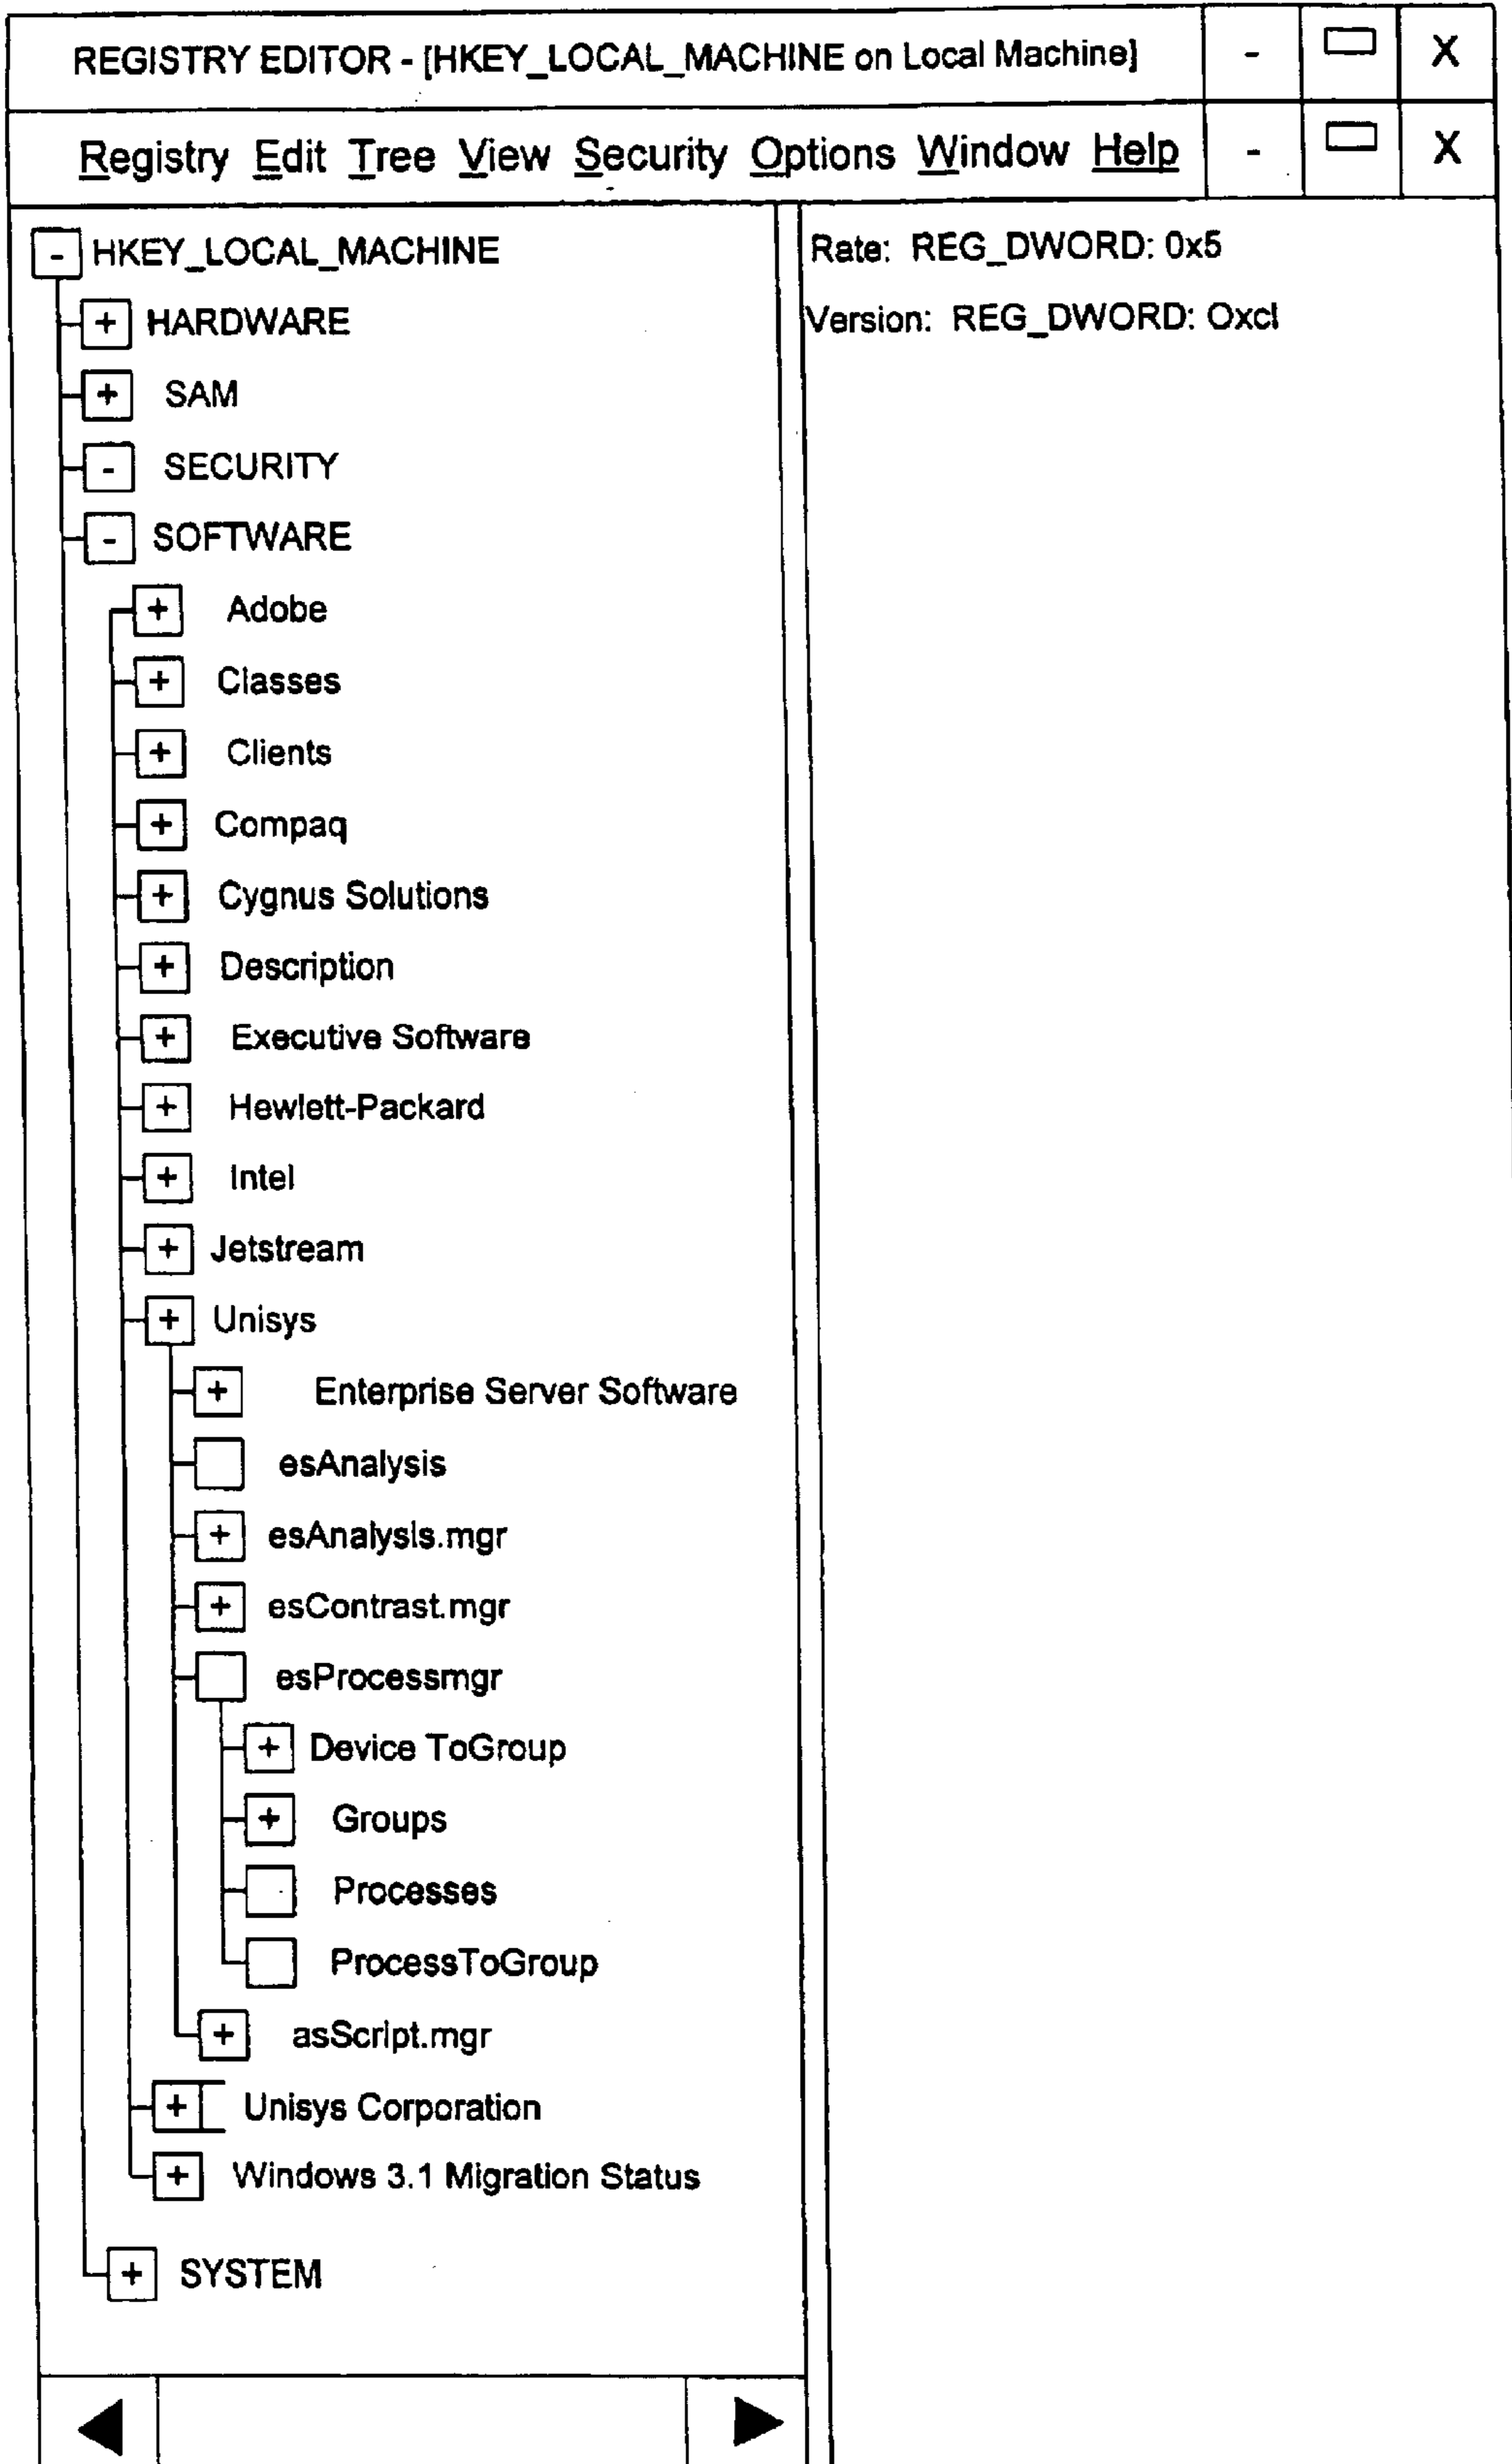 REGISTRY EDITOR - [HKEY_LOCAL_MACHINE on Local Machine] - X
Registry Edit Tree View Security Options Window Help - X
- HKEY_LOCAL_MACHINE
+ HARDWARE
+ SAM
- SECURITY
- SOFTWARE
+ Adobe
+ Classes
+ Clients
+ Compaq
+ Cygnus Solutions
+ Description
+ Executive Software
+ Hewlett-Packard
+ Intel
+ Jetstream
+ Unisys
+ Enterprise Server Software
esAnalysis
+ esAnalysis.mgr
+ esContrast.mgr
esProcessmgr
+ Device ToGroup
+ Groups
Processes
ProcessToGroup
+ asScript.mgr
+ Unisys Corporation
+ Windows 3.1 Migration Status
+ SYSTEM
Rate: REG_DWORD: 0x5
Version: REG_DWORD: Oxcl